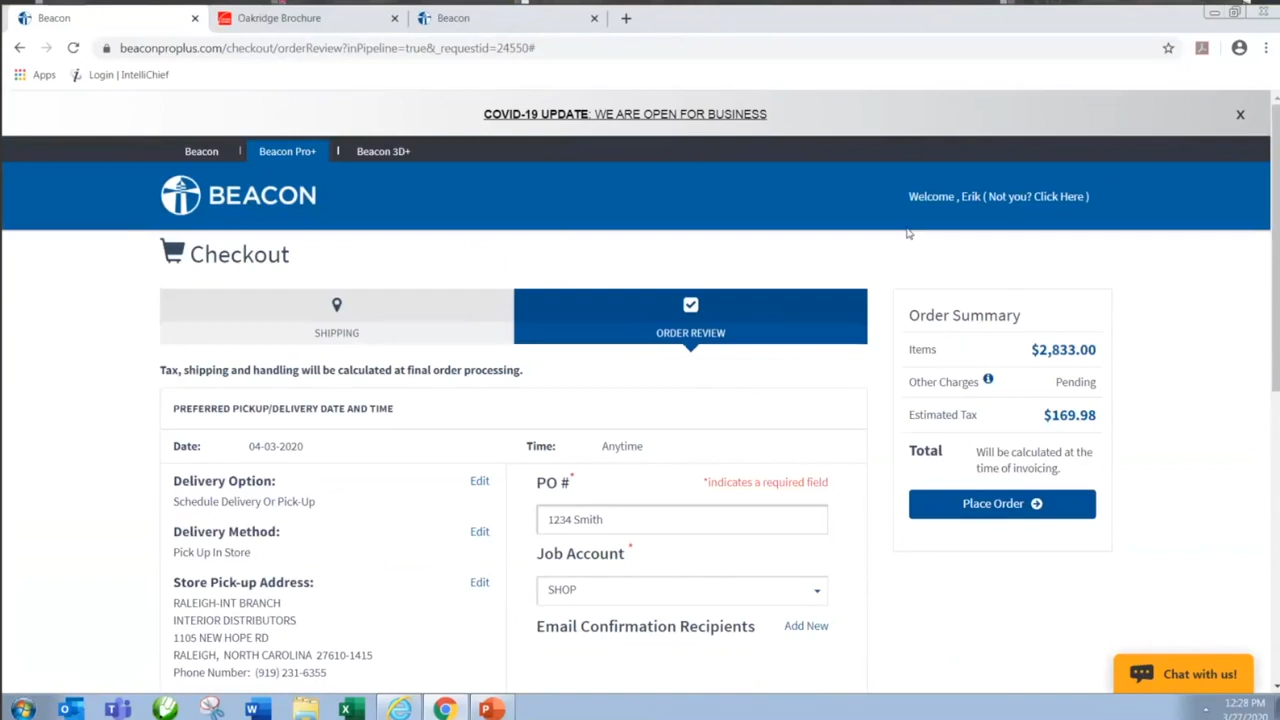 Beacon
Oakridge Brochure
Beacon
beaconproplus.com/checkout/orderReview?inPipeline=true&_requestid=24550#
Apps
Login | IntelliChief
COVID-19 UPDATE: WE ARE OPEN FOR BUSINESS
X
Beacon | Beacon Pro+ | Beacon 3D+
BEACON
Welcome , Erik ( Not you? Click Here )
Checkout
SHIPPING
ORDER REVIEW
Tax, shipping and handling will be calculated at final order processing.
PREFERRED PICKUP/DELIVERY DATE AND TIME
Date: 04-03-2020
Time: Anytime
Delivery Option: Edit
Schedule Delivery Or Pick-Up
Delivery Method: Edit
Pick Up In Store
Store Pick-up Address: Edit
RALEIGH-INT BRANCH
INTERIOR DISTRIBUTORS
1105 NEW HOPE RD
RALEIGH, NORTH CAROLINA 27610-1415
Phone Number: (919) 231-6355
PO #* *indicates a required field
1234 Smith
Job Account *
SHOP
Email Confirmation Recipients Add New
Order Summary
Items $2,833.00
Other Charges Pending
Estimated Tax $169.98
Total Will be calculated at the
time of invoicing.
Place Order
Chat with us!
12:28 PM
3/27/2020